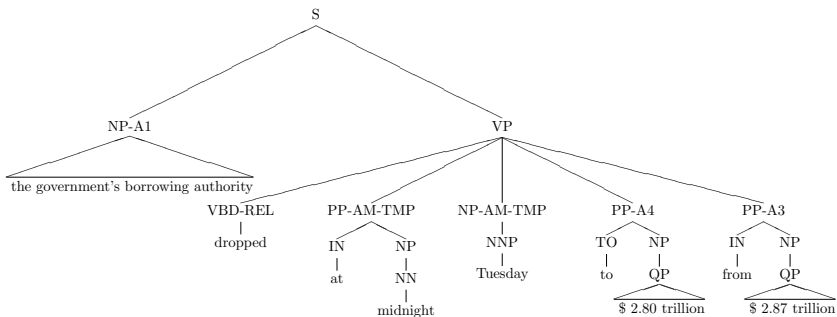 S
NP-A1 VP
the government's borrowing authority
VBD-REL PP-AM-TMP NP-AM-TMP PP-A4 PP-A3
dropped IN NP NNP TO NP IN NP
at NN Tuesday to QP from QP
midnight $ 2.80 trillion $ 2.87 trillion